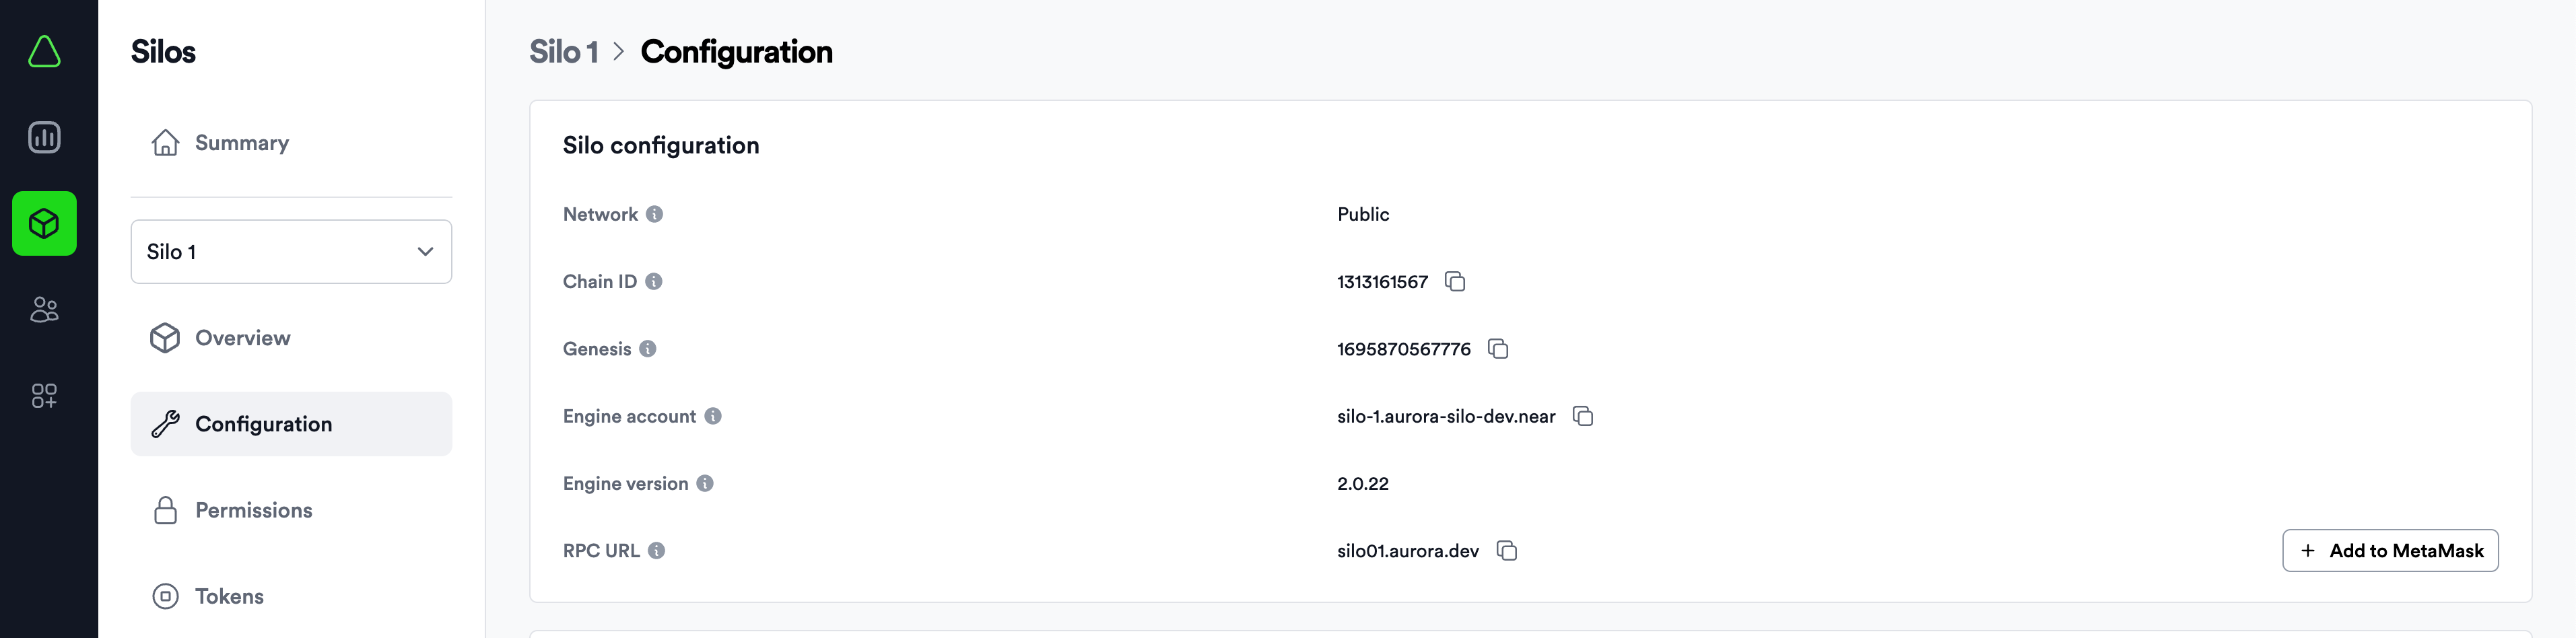 Silos
Summary
Silo 1
Overview
Configuration
Permissions
Tokens
Silo 1 > Configuration
Silo configuration
Network Public
Chain ID 1313161567
Genesis 1695870567776
Engine account silo-1.aurora-silo-dev.near
Engine version 2.0.22
RPC URL silo01.aurora.dev + Add to MetaMask